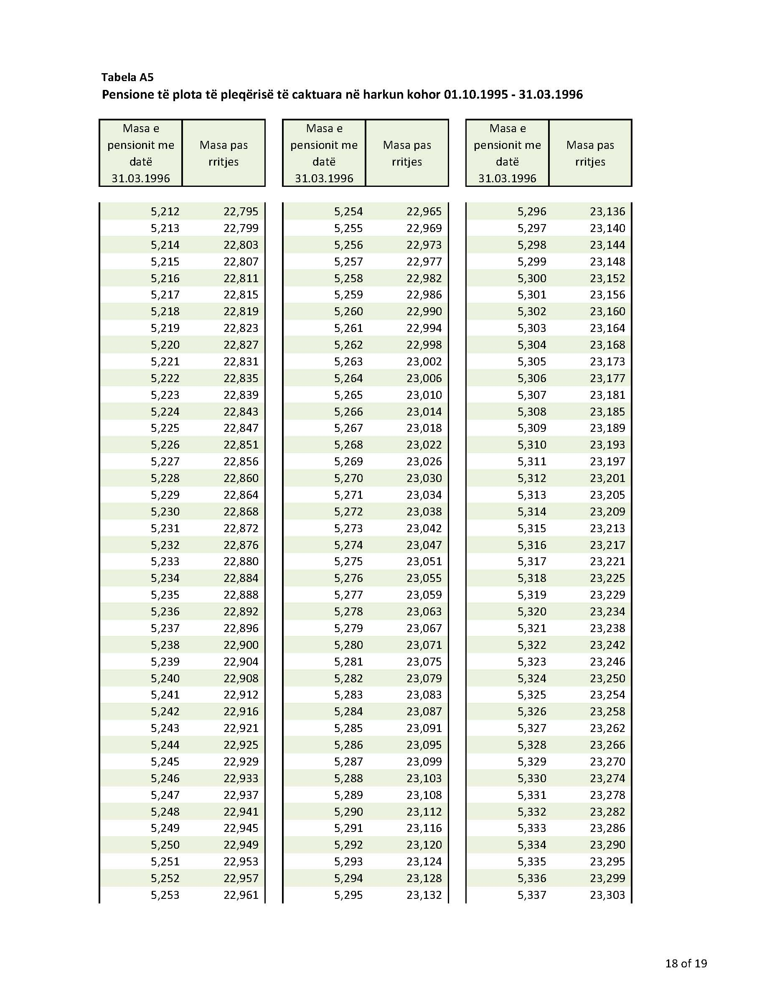 Tabela A5
Pensione të plota të pleqërisë të caktuara në harkun kohor 01.10.1995 - 31.03.1996
Masa e pensionit me datë 31.03.1996 Masa pas rritjes Masa e pensionit me datë 31.03.1996 Masa pas rritjes Masa e pensionit me datë 31.03.1996 Masa pas rritjes
5,212 22,795 5,254 22,965 5,296 23,136
5,213 22,799 5,255 22,969 5,297 23,140
5,214 22,803 5,256 22,973 5,298 23,144
5,215 22,807 5,257 22,977 5,299 23,148
5,216 22,811 5,258 22,982 5,300 23,152
5,217 22,815 5,259 22,986 5,301 23,156
5,218 22,819 5,260 22,990 5,302 23,160
5,219 22,823 5,261 22,994 5,303 23,164
5,220 22,827 5,262 22,998 5,304 23,168
5,221 22,831 5,263 23,002 5,305 23,173
5,222 22,835 5,264 23,006 5,306 23,177
5,223 22,839 5,265 23,010 5,307 23,181
5,224 22,843 5,266 23,014 5,308 23,185
5,225 22,847 5,267 23,018 5,309 23,189
5,226 22,851 5,268 23,022 5,310 23,193
5,227 22,856 5,269 23,026 5,311 23,197
5,228 22,860 5,270 23,030 5,312 23,201
5,229 22,864 5,271 23,034 5,313 23,205
5,230 22,868 5,272 23,038 5,314 23,209
5,231 22,872 5,273 23,042 5,315 23,213
5,232 22,876 5,274 23,047 5,316 23,217
5,233 22,880 5,275 23,051 5,317 23,221
5,234 22,884 5,276 23,055 5,318 23,225
5,235 22,888 5,277 23,059 5,319 23,229
5,236 22,892 5,278 23,063 5,320 23,234
5,237 22,896 5,279 23,067 5,321 23,238
5,238 22,900 5,280 23,071 5,322 23,242
5,239 22,904 5,281 23,075 5,323 23,246
5,240 22,908 5,282 23,079 5,324 23,250
5,241 22,912 5,283 23,083 5,325 23,254
5,242 22,916 5,284 23,087 5,326 23,258
5,243 22,921 5,285 23,091 5,327 23,262
5,244 22,925 5,286 23,095 5,328 23,266
5,245 22,929 5,287 23,099 5,329 23,270
5,246 22,933 5,288 23,103 5,330 23,274
5,247 22,937 5,289 23,108 5,331 23,278
5,248 22,941 5,290 23,112 5,332 23,282
5,249 22,945 5,291 23,116 5,333 23,286
5,250 22,949 5,292 23,120 5,334 23,290
5,251 22,953 5,293 23,124 5,335 23,295
5,252 22,957 5,294 23,128 5,336 23,299
5,253 22,961 5,295 23,132 5,337 23,303
18 of 19